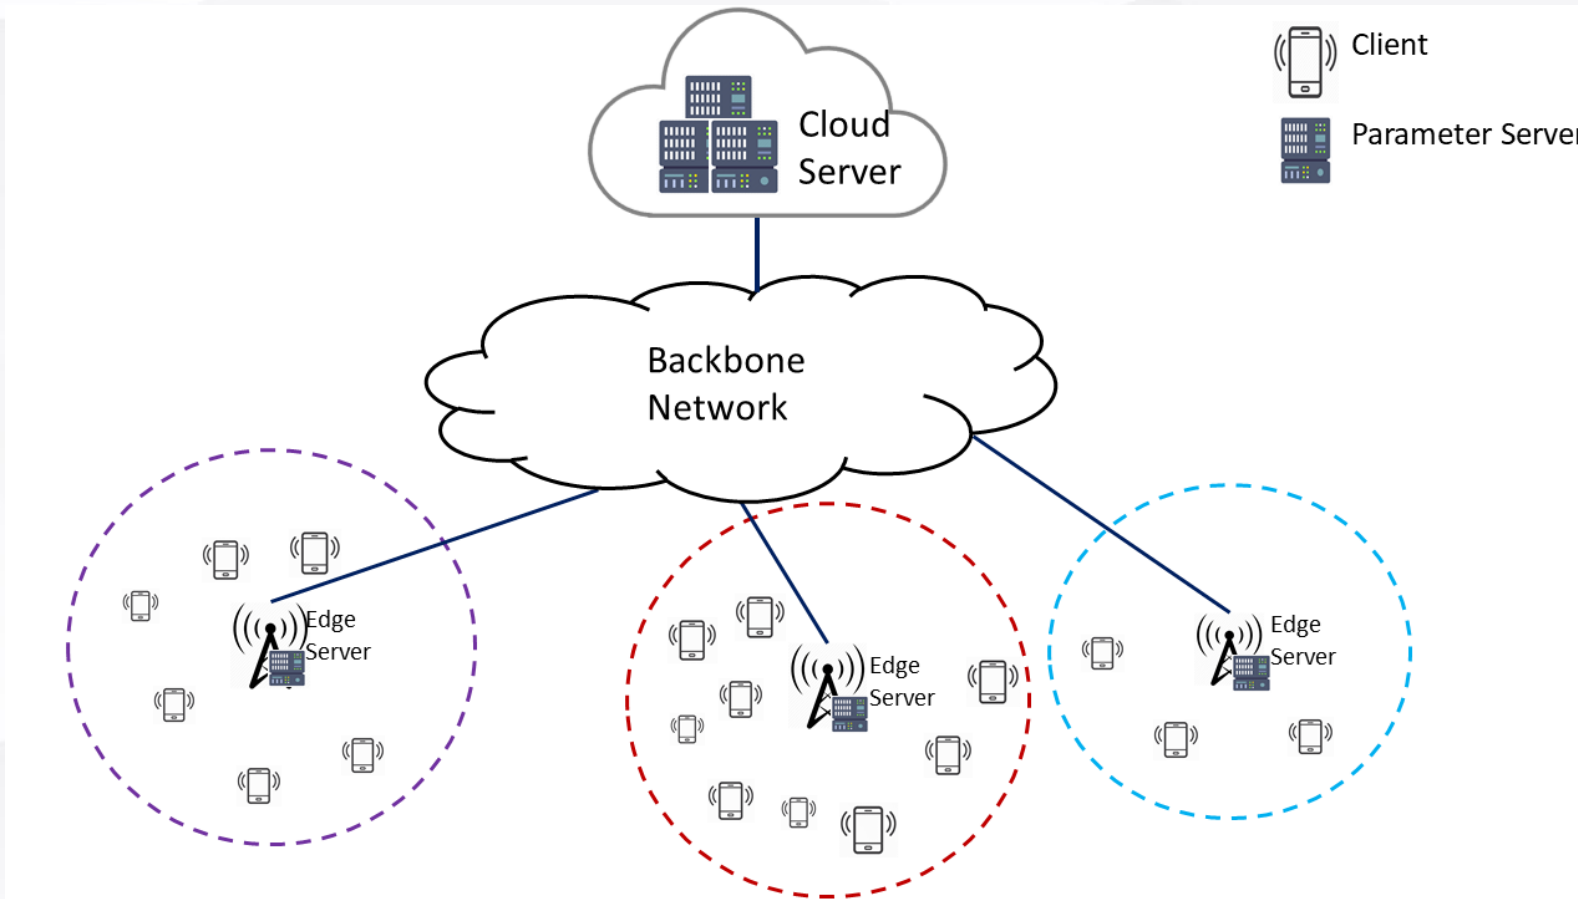 Cloud
Server
Client
Parameter Server
Backbone
Network
Edge
Server
Edge
Server
Edge
Server